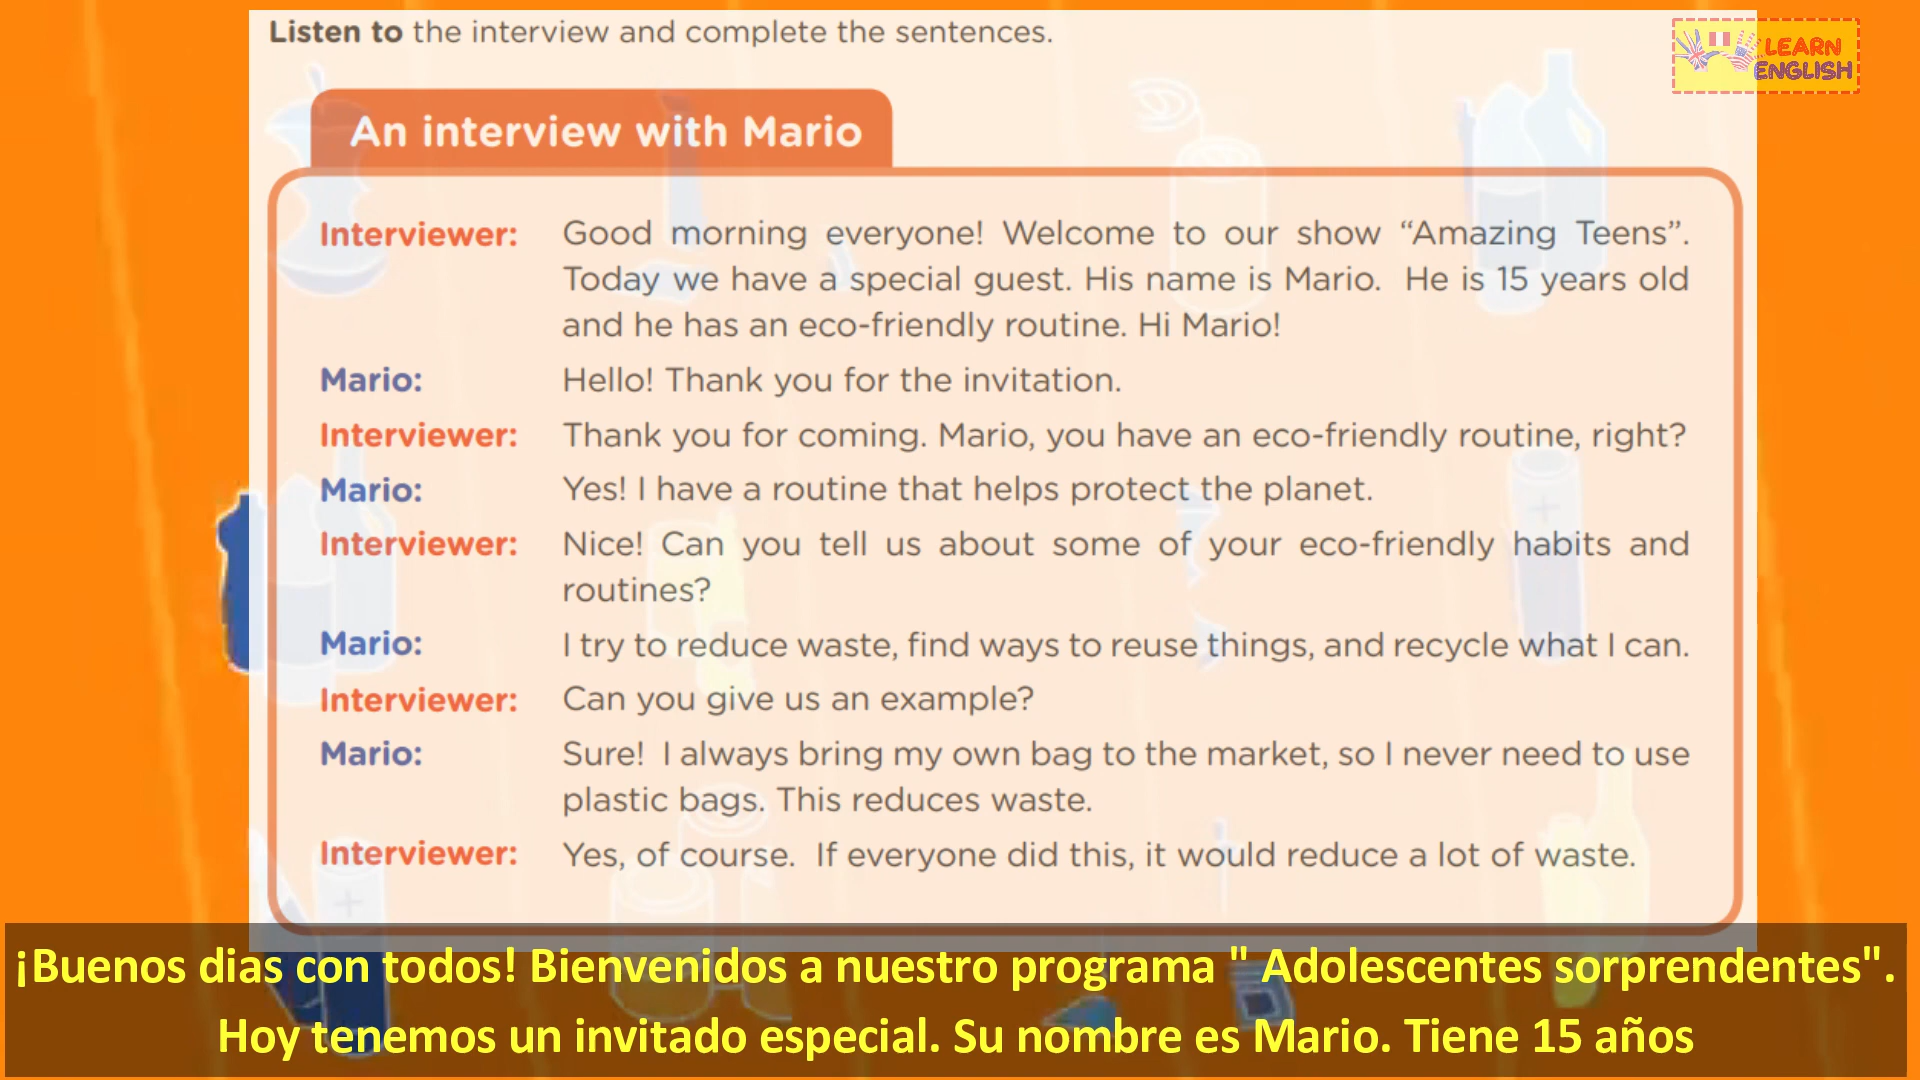 Listen to the interview and complete the sentences.
LEARN
ENGLISH
An interview with Mario
Interviewer: Good morning everyone! Welcome to our show “Amazing Teens”.
Today we have a special guest. His name is Mario. He is 15 years old
and he has an eco-friendly routine. Hi Mario!
Mario: Hello! Thank you for the invitation.
Interviewer: Thank you for coming. Mario, you have an eco-friendly routine, right?
Mario: Yes! I have a routine that helps protect the planet.
Interviewer: Nice! Can you tell us about some of your eco-friendly habits and
routines?
Mario: I try to reduce waste, find ways to reuse things, and recycle what I can.
Interviewer: Can you give us an example?
Mario: Sure! I always bring my own bag to the market, so I never need to use
plastic bags. This reduces waste.
Interviewer: Yes, of course. If everyone did this, it would reduce a lot of waste.
¡Buenos dias con todos! Bienvenidos a nuestro programa " Adolescentes sorprendentes".
Hoy tenemos un invitado especial. Su nombre es Mario. Tiene 15 años